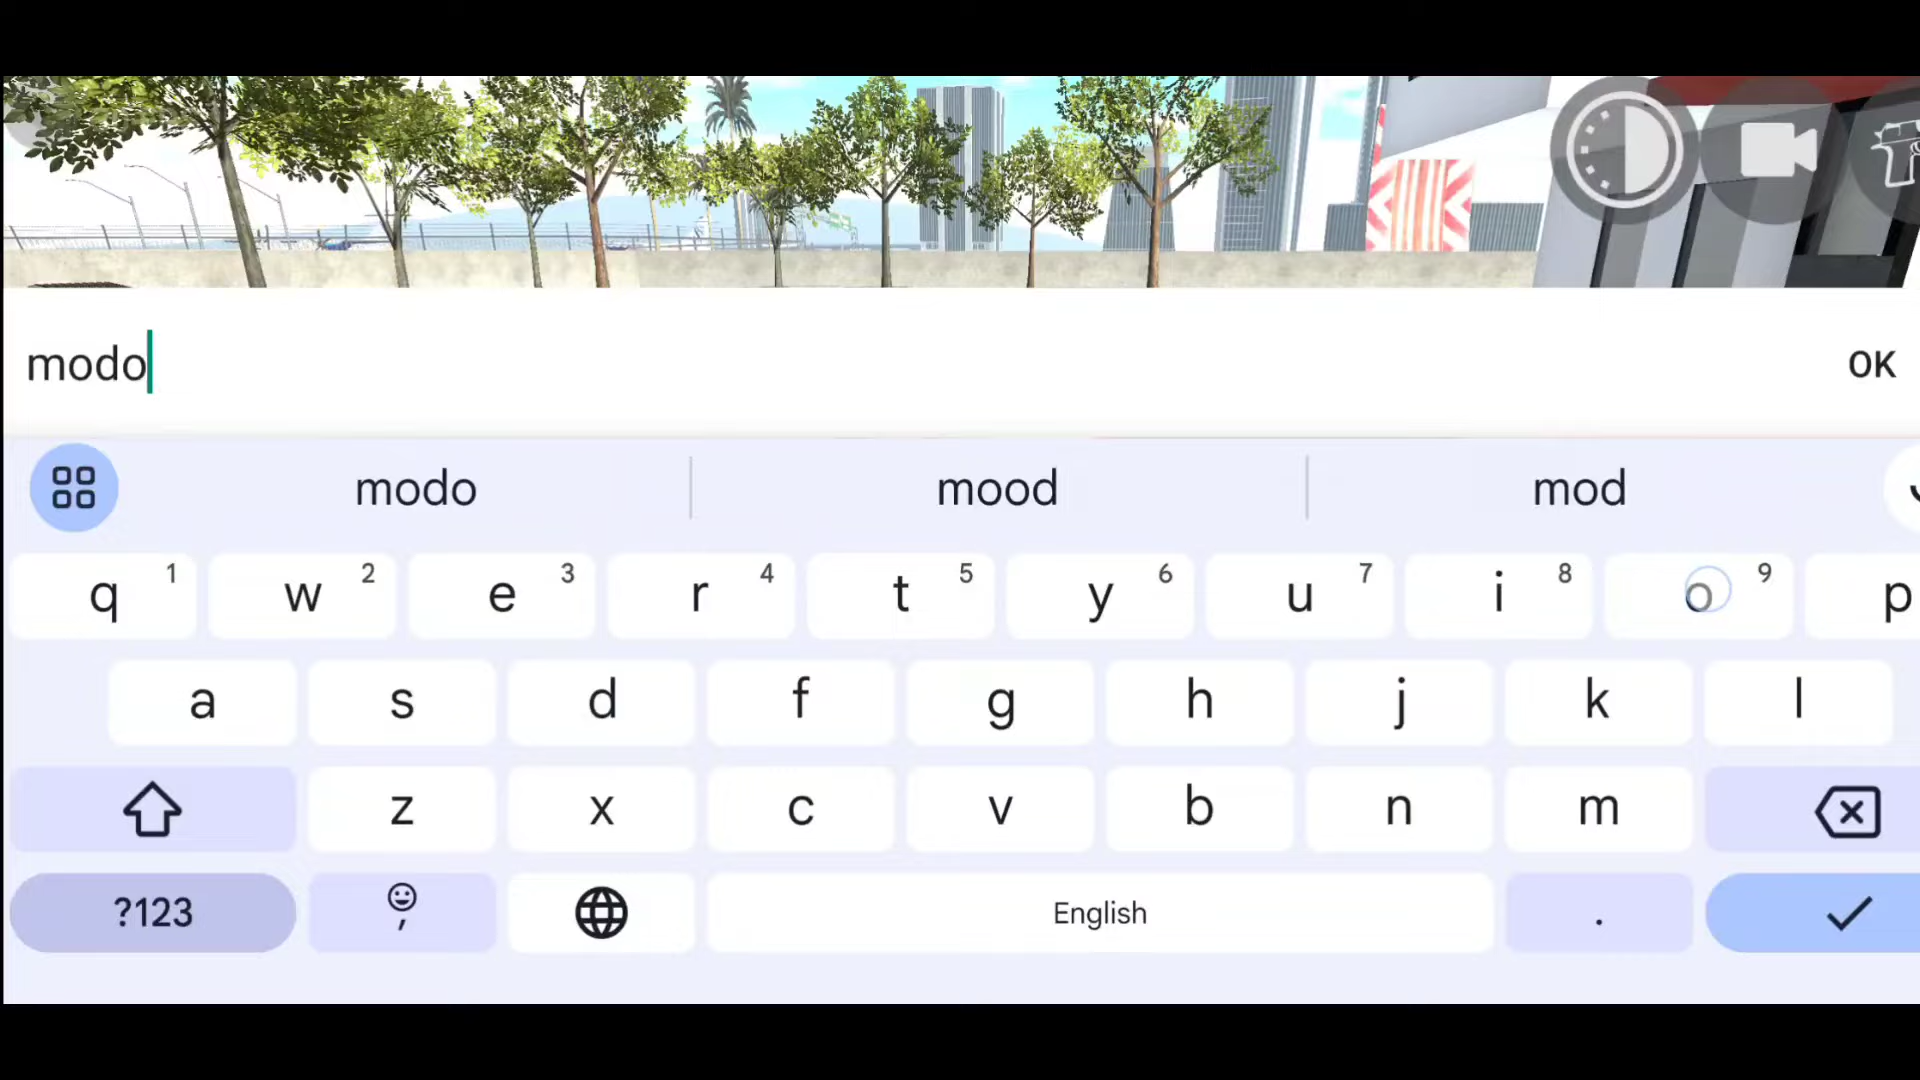 modo
OK
modo mood mod
q 1 w 2 e 3 r 4 t 5 y 6 u 7 i 8 o 9 p
a s d f g h j k l
z x c v b n m
?123 , English .